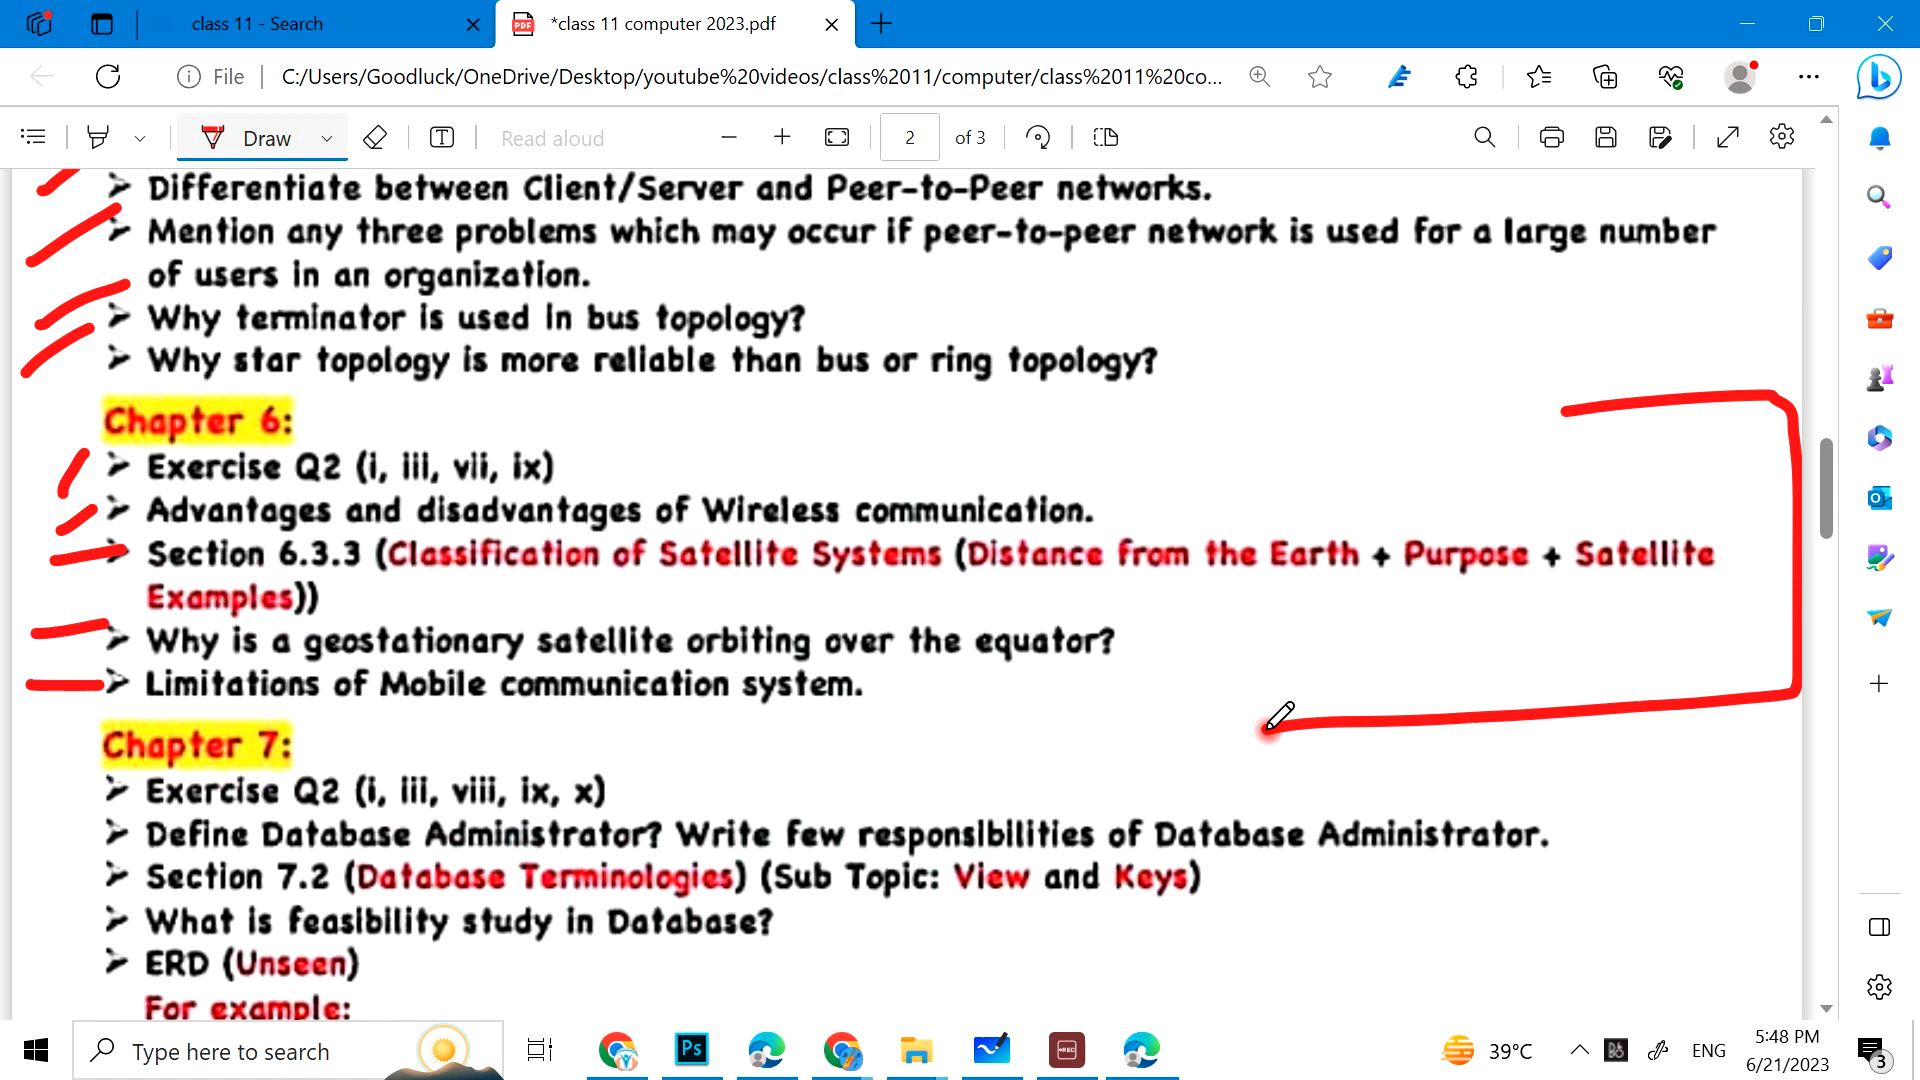 class 11 - Search
*class 11 computer 2023.pdf
File
C:/Users/Goodluck/OneDrive/Desktop/youtube%20videos/class%2011/computer/class%2011%20co...
Draw
Read aloud
2
of 3
➢ Differentiate between Client/Server and Peer-to-Peer networks.
➢ Mention any three problems which may occur if peer-to-peer network is used for a large number
of users in an organization.
➢ Why terminator is used in bus topology?
➢ Why star topology is more reliable than bus or ring topology?
Chapter 6:
➢ Exercise Q2 (i, iii, vii, ix)
➢ Advantages and disadvantages of Wireless communication.
➢ Section 6.3.3 (Classification of Satellite Systems (Distance from the Earth + Purpose + Satellite
Examples))
➢ Why is a geostationary satellite orbiting over the equator?
➢ Limitations of Mobile communication system.
Chapter 7:
➢ Exercise Q2 (i, iii, viii, ix, x)
➢ Define Database Administrator? Write few responsibilities of Database Administrator.
➢ Section 7.2 (Database Terminologies) (Sub Topic: View and Keys)
➢ What is feasibility study in Database?
➢ ERD (Unseen)
For example:
Type here to search
Ps
REC
39°C
ENG
5:48 PM
6/21/2023
3